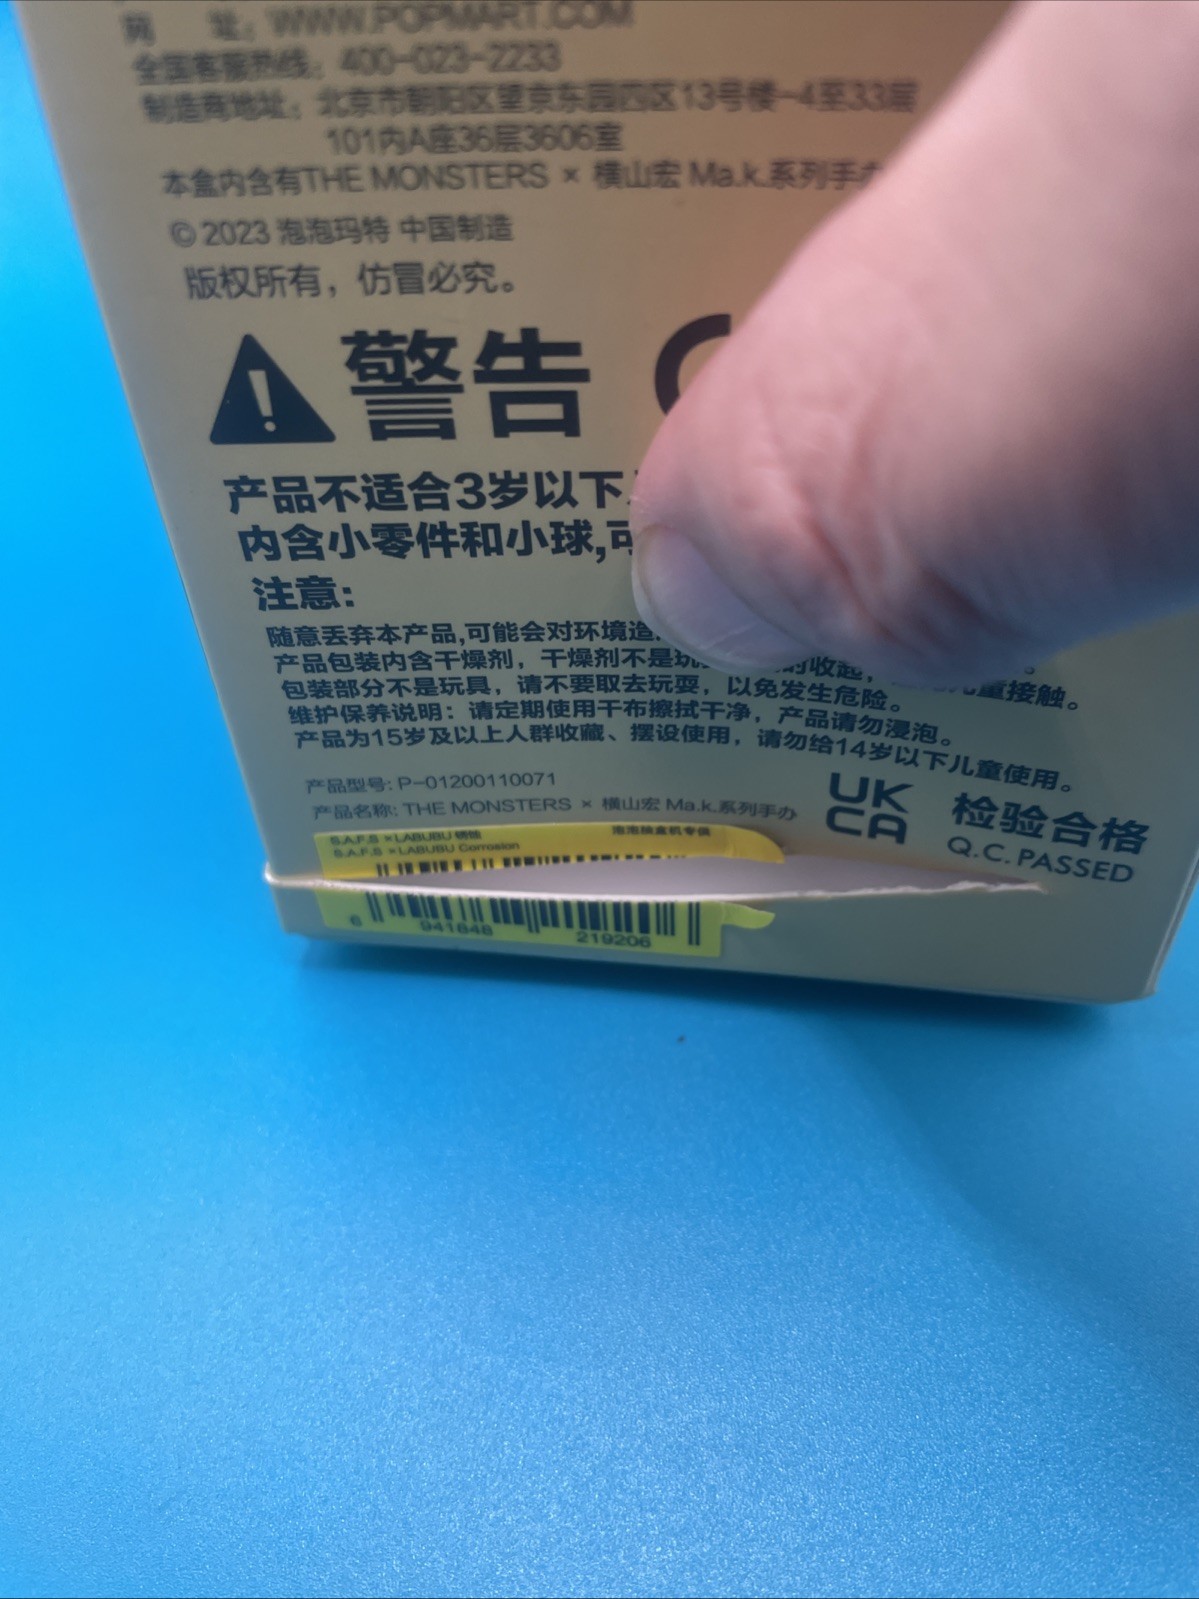 网 址：WWW.POPMART.COM
全国客服热线：400-023-2233
制造商地址：北京市朝阳区望京东园四区13号楼-4至33层
101内A座36层3606室
本盒内含有THE MONSTERS × 横山宏 Ma.k.系列手办
© 2023 泡泡玛特 中国制造
版权所有，仿冒必究。
警告
产品不适合3岁以下
内含小零件和小球,可
注意:
随意丢弃本产品,可能会对环境造
产品包装内含干燥剂，干燥剂不是玩 时收起， 儿童接触。
包装部分不是玩具，请不要取去玩耍，以免发生危险。
维护保养说明：请定期使用干布擦拭干净，产品请勿浸泡。
产品为15岁及以上人群收藏、摆设使用，请勿给14岁以下儿童使用。
产品型号: P-01200110071
产品名称: THE MONSTERS × 横山宏 Ma.k.系列手办
UK
CA
检验合格
Q.C. PASSED
S.A.F.S ×LABUBU 锈蚀 泡泡抽盒机专供
S.A.F.S ×LABUBU Corrosion
6 941848 219206